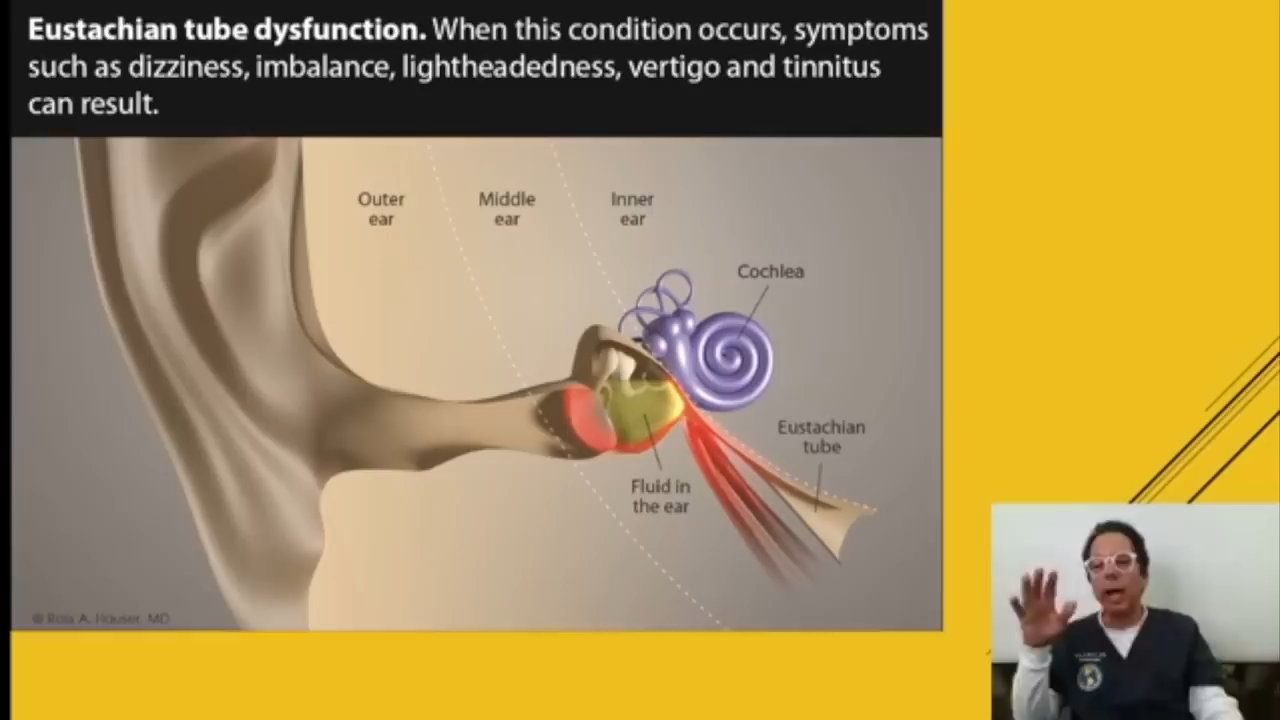 Eustachian tube dysfunction. When this condition occurs, symptoms
such as dizziness, imbalance, lightheadedness, vertigo and tinnitus
can result.
Outer
ear
Middle
ear
Inner
ear
Cochlea
Eustachian
tube
Fluid in
the ear
© Ross A. Hauser, MD